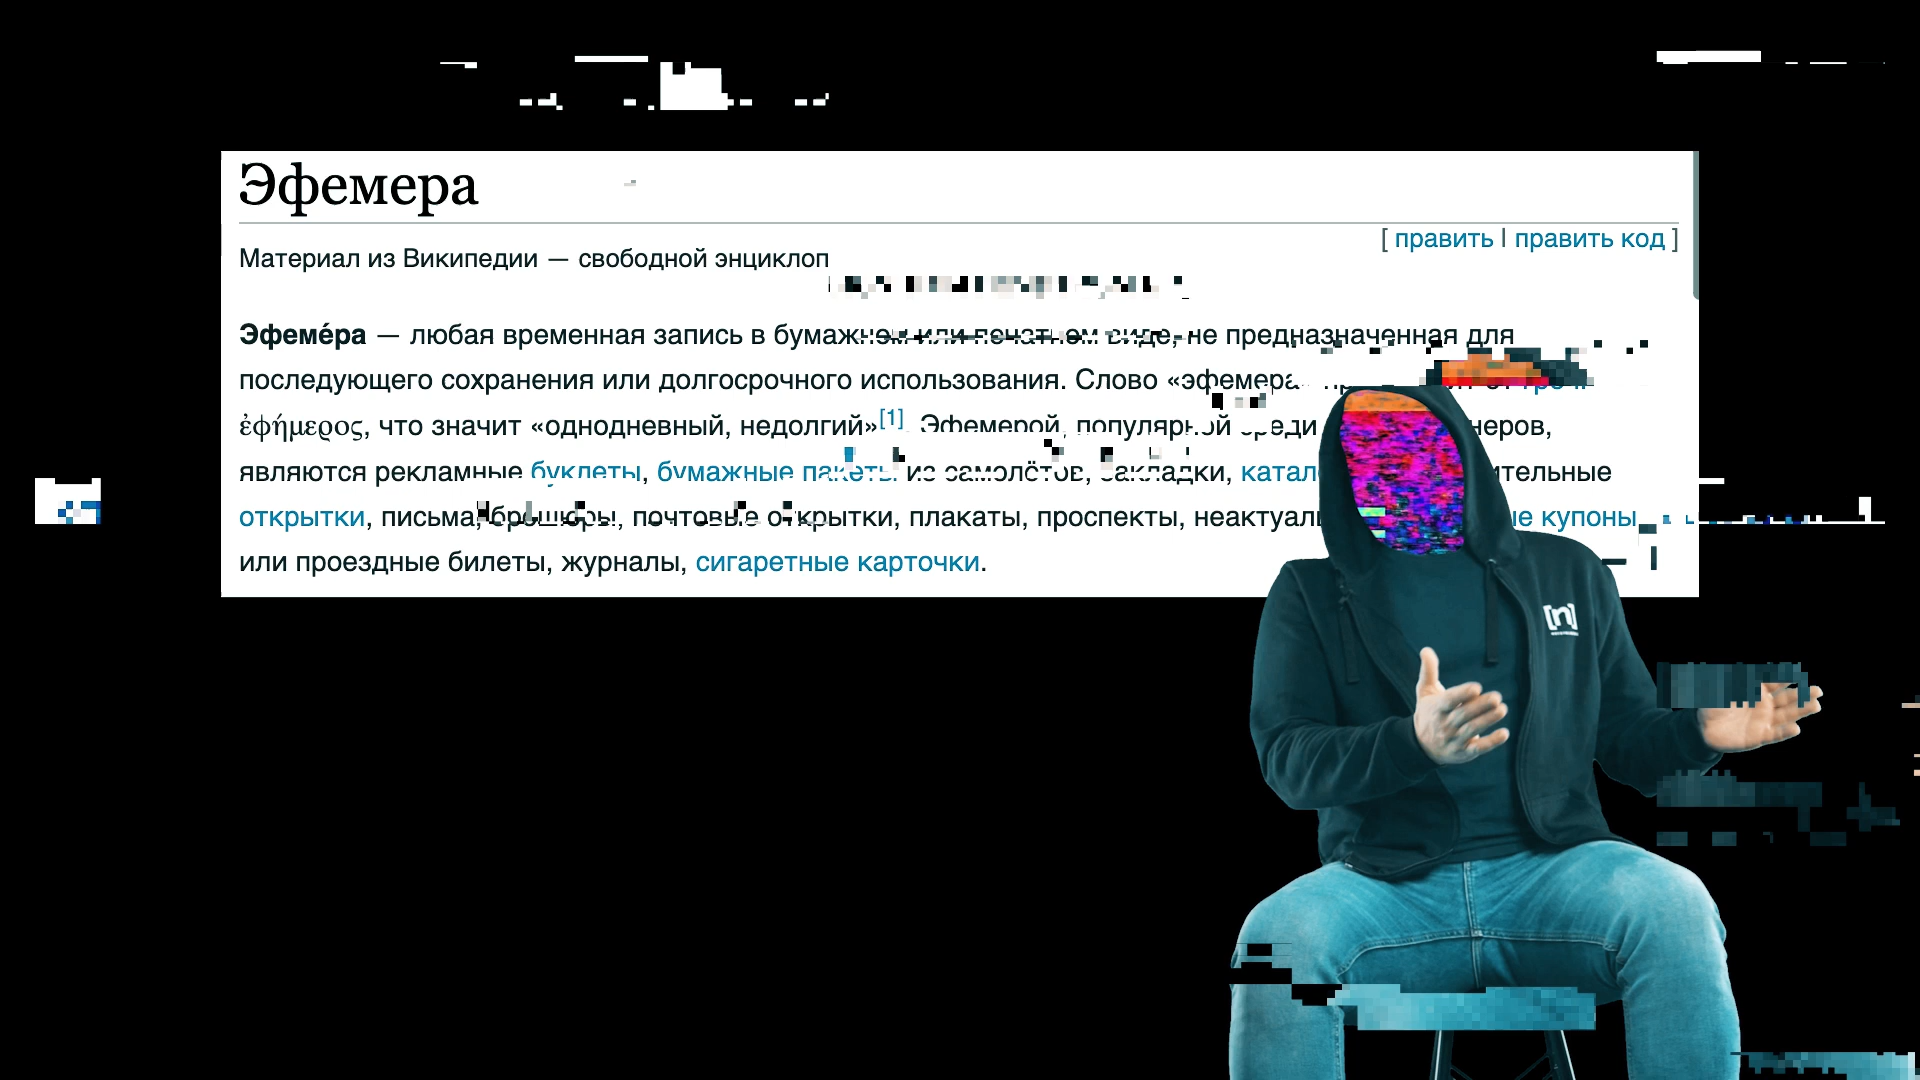 Эфемера
[ править | править код ]
Материал из Википедии — свободной энциклоп
Эфеме́ра — любая временная запись в бумажном или печатном виде, не предназначенная для
последующего сохранения или долгосрочного использования. Слово «эфемера
ἐφήμερος, что значит «однодневный, недолгий»[1]. Эфемерой, популярной среди
являются рекламные буклеты, бумажные пакеты из самолётов, закладки,
открытки, письма, брошюры, почтовые открытки, плакаты, проспекты, купоны
или проездные билеты, журналы, сигаретные карточки.
[n]